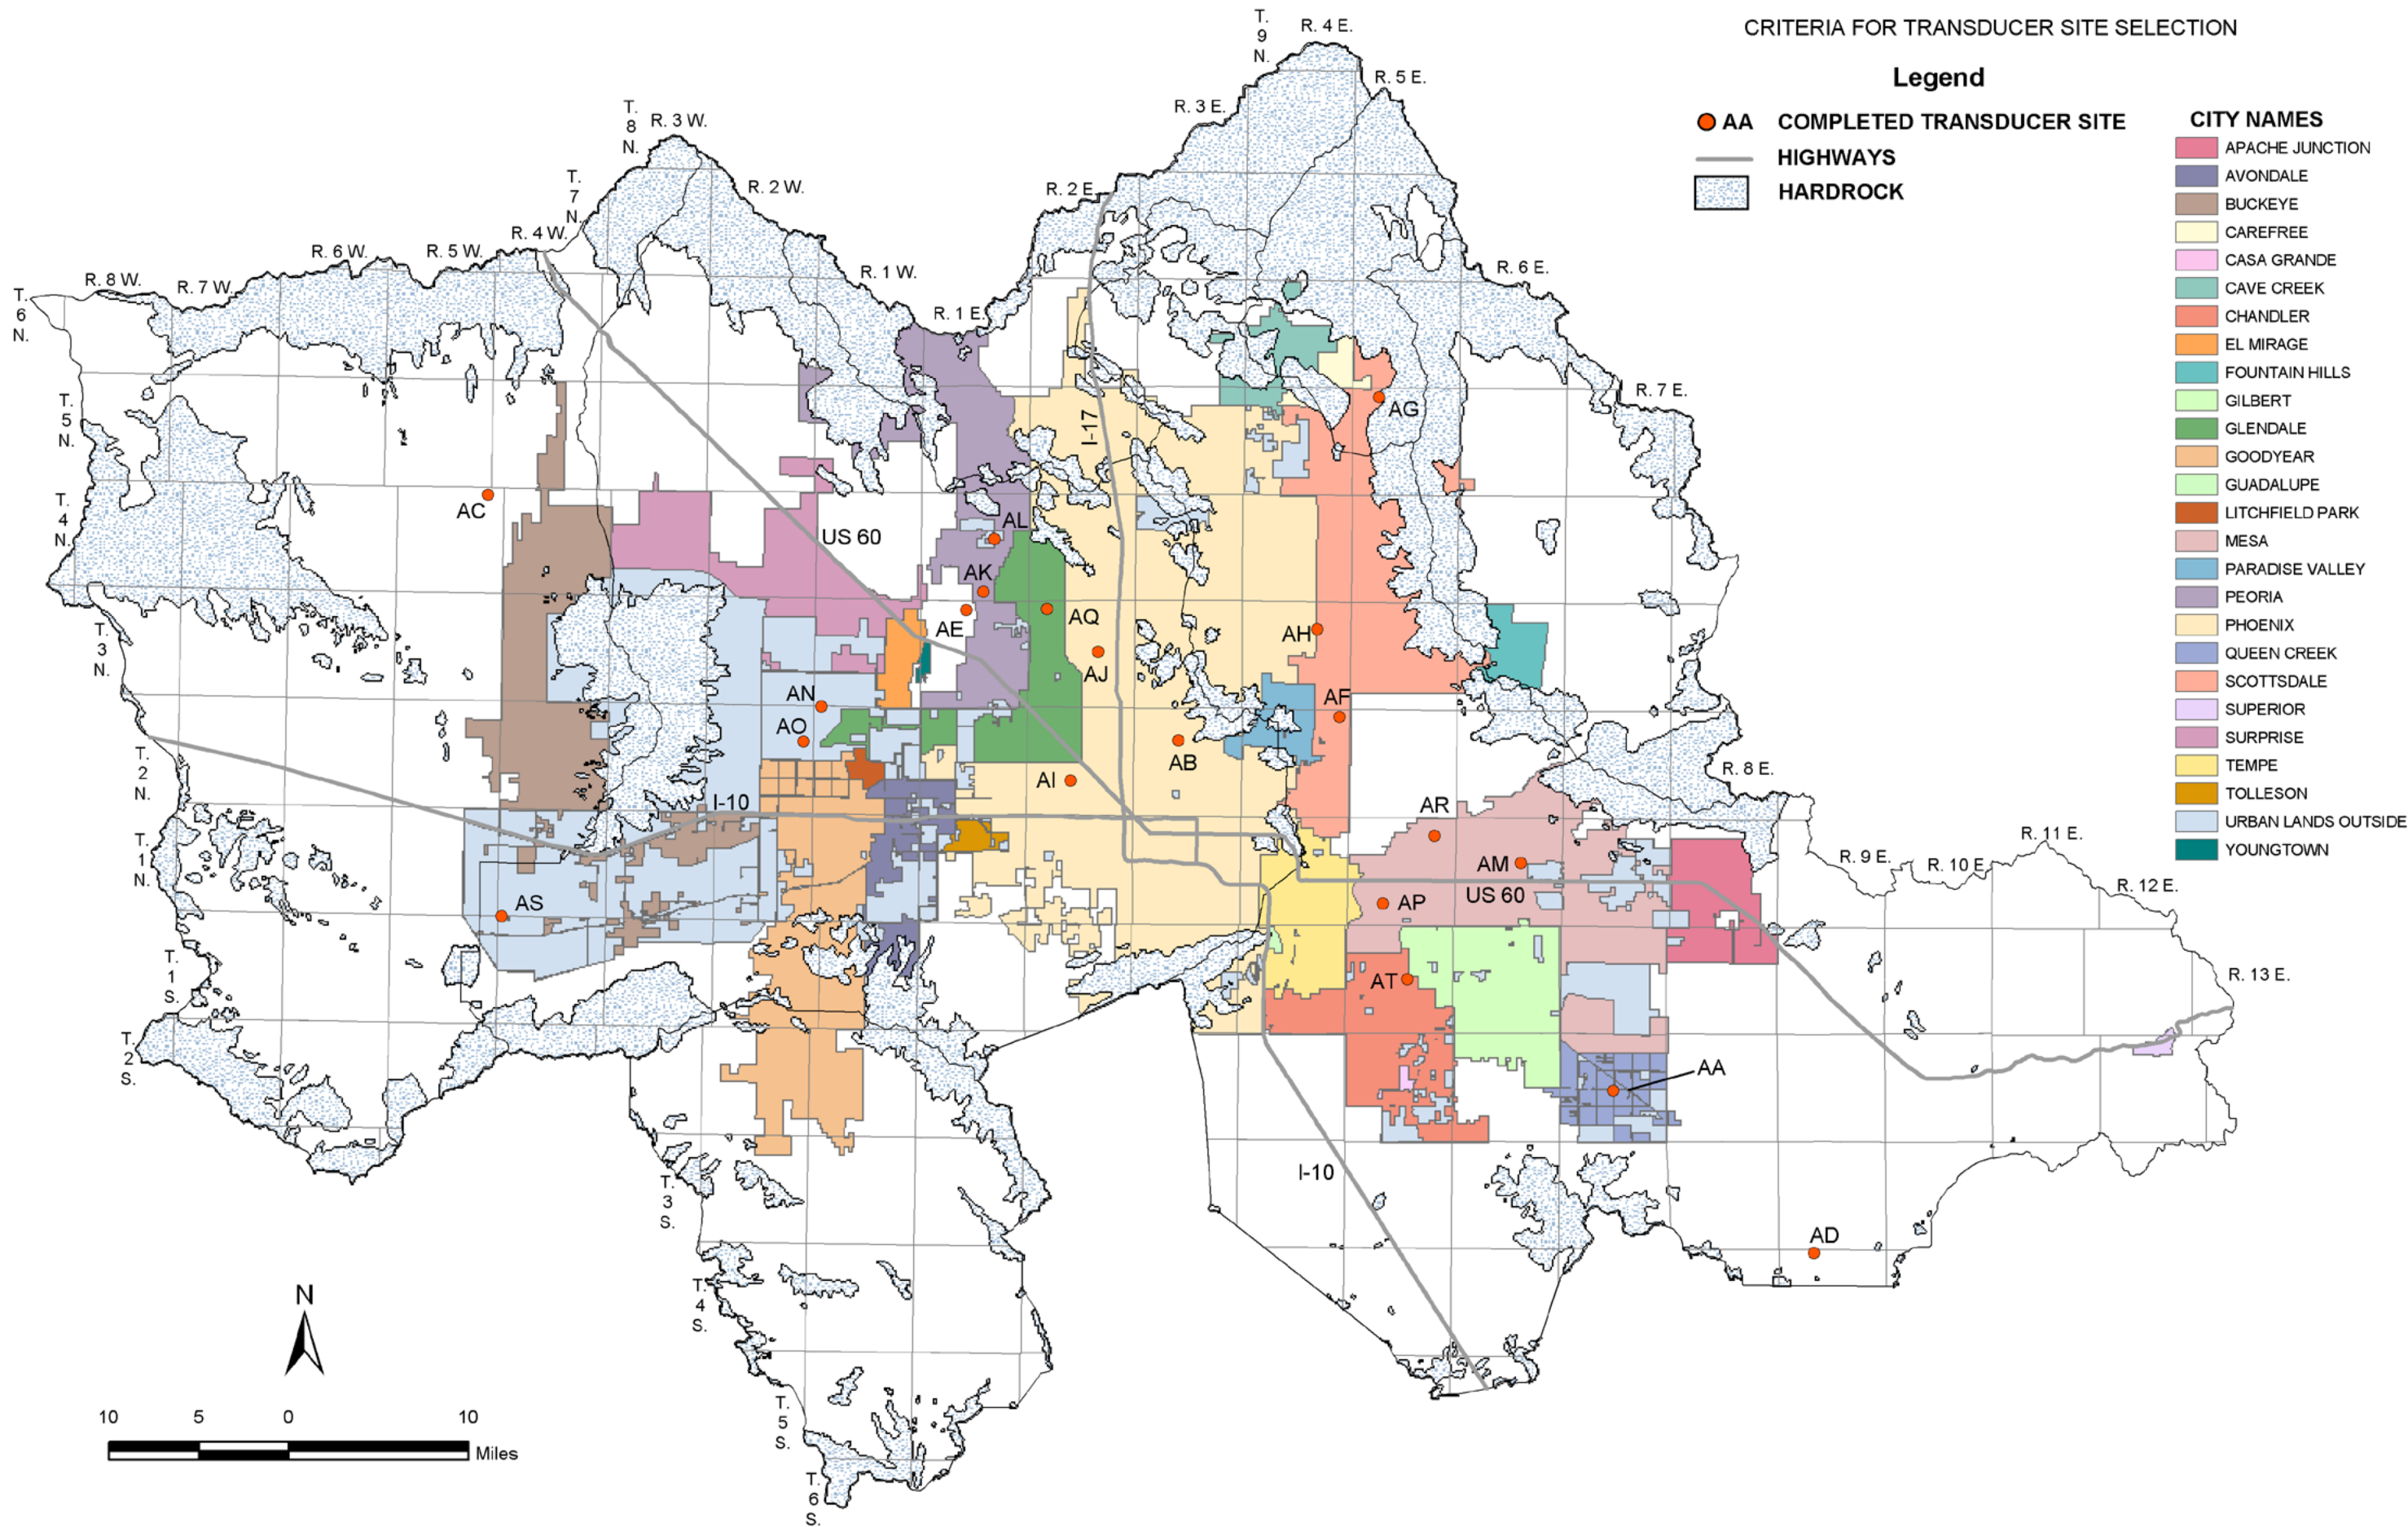 CRITERIA FOR TRANSDUCER SITE SELECTION
Legend
AA COMPLETED TRANSDUCER SITE
HIGHWAYS
HARDROCK
CITY NAMES
APACHE JUNCTION
AVONDALE
BUCKEYE
CAREFREE
CASA GRANDE
CAVE CREEK
CHANDLER
EL MIRAGE
FOUNTAIN HILLS
GILBERT
GLENDALE
GOODYEAR
GUADALUPE
LITCHFIELD PARK
MESA
PARADISE VALLEY
PEORIA
PHOENIX
QUEEN CREEK
SCOTTSDALE
SUPERIOR
SURPRISE
TEMPE
TOLLESON
URBAN LANDS OUTSIDE
YOUNGTOWN
T.
9
N.
R. 4 E.
R. 5 E.
R. 3 E.
T.
8
N.
R. 3 W.
T.
7
N.
R. 2 W.
R. 2 E.
R. 4 W.
R. 5 W.
R. 6 W.
R. 7 W.
R. 8 W.
R. 1 W.
R. 1 E.
R. 6 E.
R. 7 E.
R. 8 E.
R. 9 E.
R. 10 E.
R. 11 E.
R. 12 E.
R. 13 E.
T.
6
N.
T.
5
N.
T.
4
N.
T.
3
N.
T.
2
N.
T.
1
N.
T.
1
S.
T.
2
S.
T.
3
S.
T.
4
S.
T.
5
S.
T.
6
S.
I-17
AG
AC
US 60
AL
AK
AE
AQ
AH
AJ
AN
AO
AF
AB
AI
I-10
AR
AM
US 60
AP
AS
AT
AA
I-10
AD
N
10 5 0 10
Miles